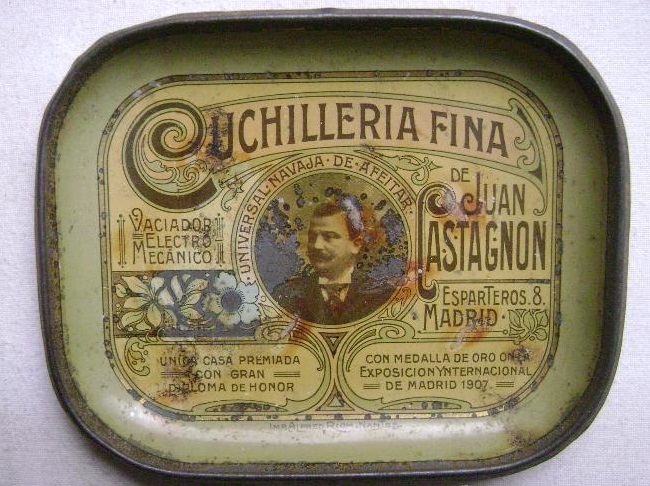 CUCHILLERIA FINA
DE JUAN
CASTAGNON
ESPARTEROS. 8.
MADRID.
UNIVERSAL·NAVAJA·DE·AFEITAR.
VACIADOR
ELECTRO
MECÁNICO
UNICA CASA PREMIADA
CON GRAN
DIPLOMA DE HONOR
CON MEDALLA DE ORO EN LA
EXPOSICION YNTERNACIONAL
DE MADRID 1907
NANTES